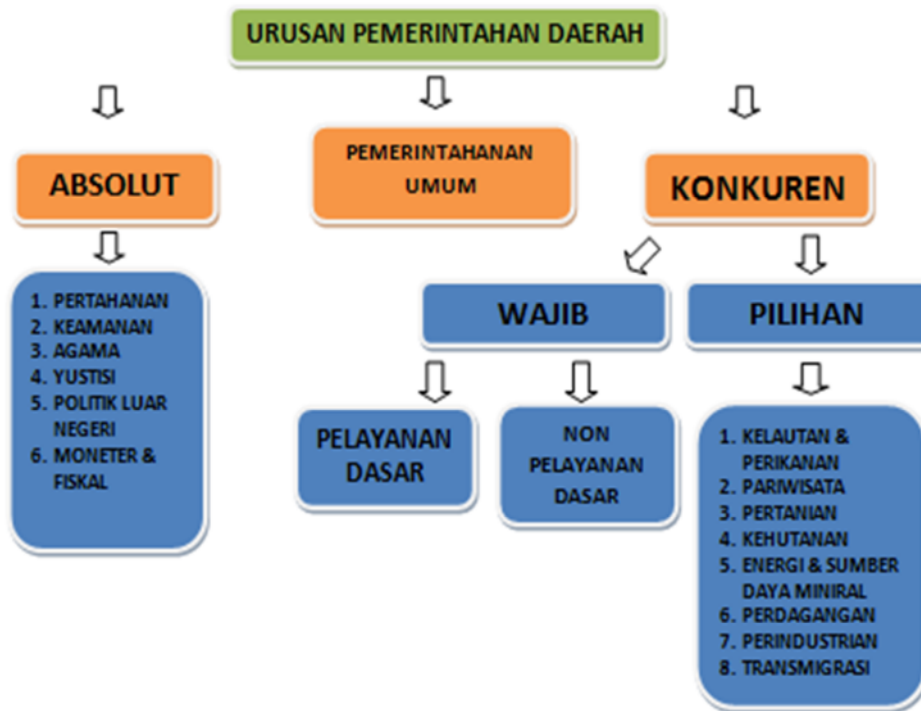 URUSAN PEMERINTAHAN DAERAH
ABSOLUT
PEMERINTAHANAN
UMUM
KONKUREN
1. PERTAHANAN
2. KEAMANAN
3. AGAMA
4. YUSTISI
5. POLITIK LUAR
NEGERI
6. MONETER &
FISKAL
WAJIB
PILIHAN
PELAYANAN
DASAR
NON
PELAYANAN
DASAR
1. KELAUTAN &
PERIKANAN
2. PARIWISATA
3. PERTANIAN
4. KEHUTANAN
5. ENERGI & SUMBER
DAYA MINIRAL
6. PERDAGANGAN
7. PERINDUSTRIAN
8. TRANSMIGRASI